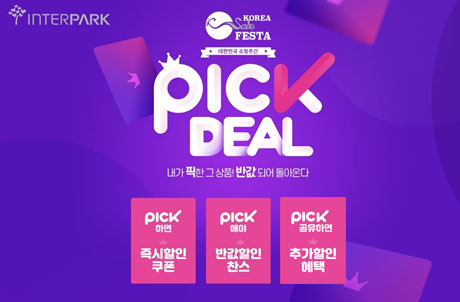 INTERPARK
KOREA
Sale
FESTA
대한민국 쇼핑주간
PICK
DEAL
내가 픽한 그 상품! 반값 되어 돌아온다
PICK
하면
즉시할인
쿠폰
PICK
해야
반값할인
찬스
PICK
공유하면
추가할인
혜택